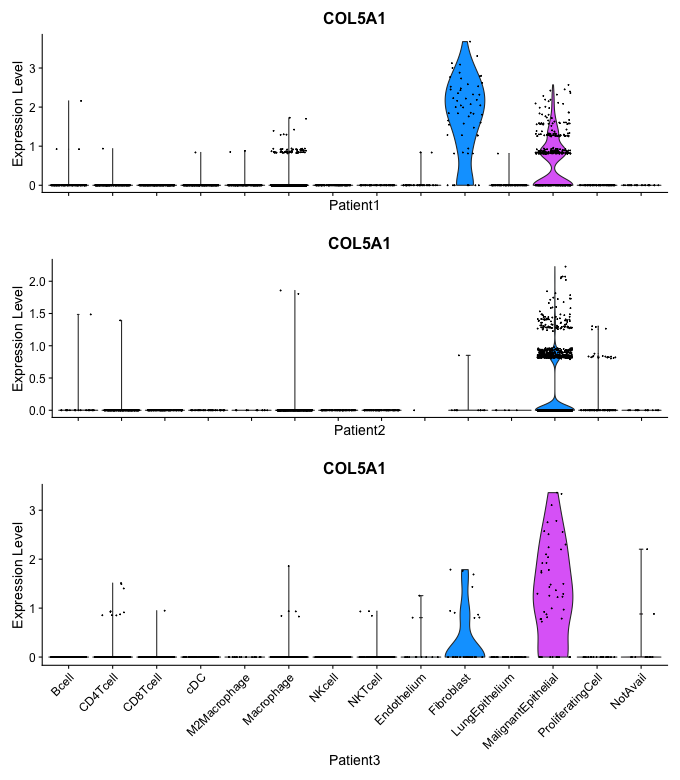 COL5A1
Expression Level
3
2
1
0
Patient1
COL5A1
Expression Level
2.0
1.5
1.0
0.5
0.0
Patient2
COL5A1
Expression Level
3
2
1
0
Bcell
CD4Tcell
CD8Tcell
cDC
M2Macrophage
Macrophage
NKcell
NKTcell
Endothelium
Fibroblast
LungEpithelium
MalignantEpithelial
ProliferatingCell
NotAvail
Patient3